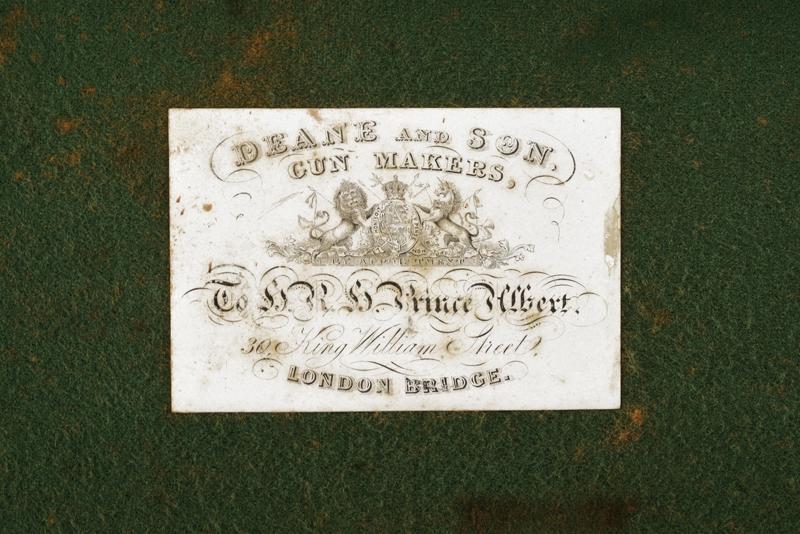 DEANE AND SON,
GUN MAKERS,
To H.R.H. Prince Albert.
30, King William Street,
LONDON BRIDGE.